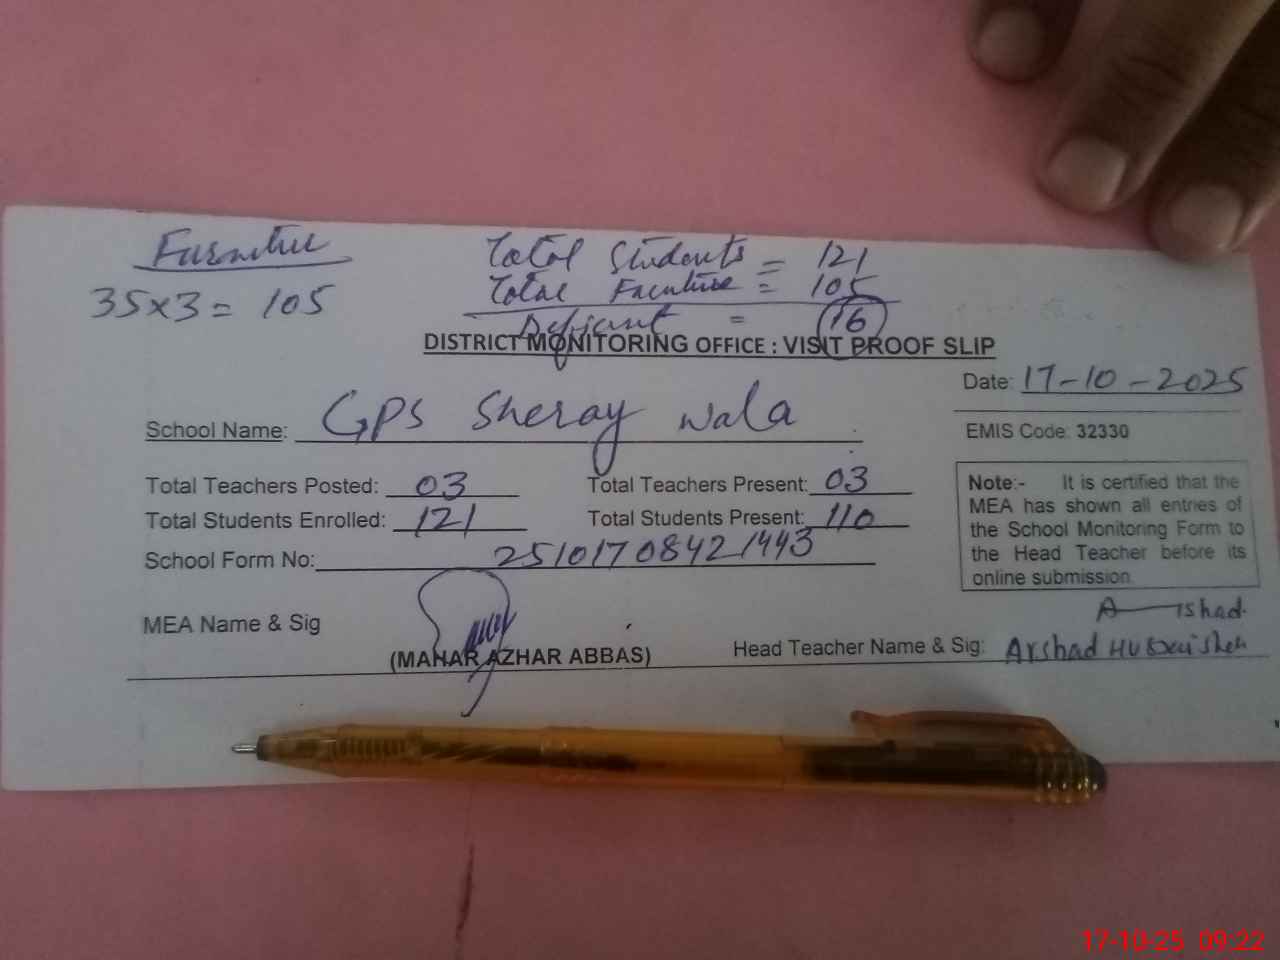 Furniture
35x3 = 105
Total Students = 121
Total Furniture = 105
Deficient = 16
DISTRICT MONITORING OFFICE : VISIT PROOF SLIP
Date: 17-10-2025
School Name: GPS Sheray wala
EMIS Code: 32330
Total Teachers Posted: 03 Total Teachers Present: 03
Total Students Enrolled: 121 Total Students Present: 110
School Form No: 25101708421443
Note:- It is certified that the
MEA has shown all entries of
the School Monitoring Form to
the Head Teacher before its
online submission.
MEA Name & Sig
(MAHAR AZHAR ABBAS)
Head Teacher Name & Sig: Arshad
17-10-25 09:22